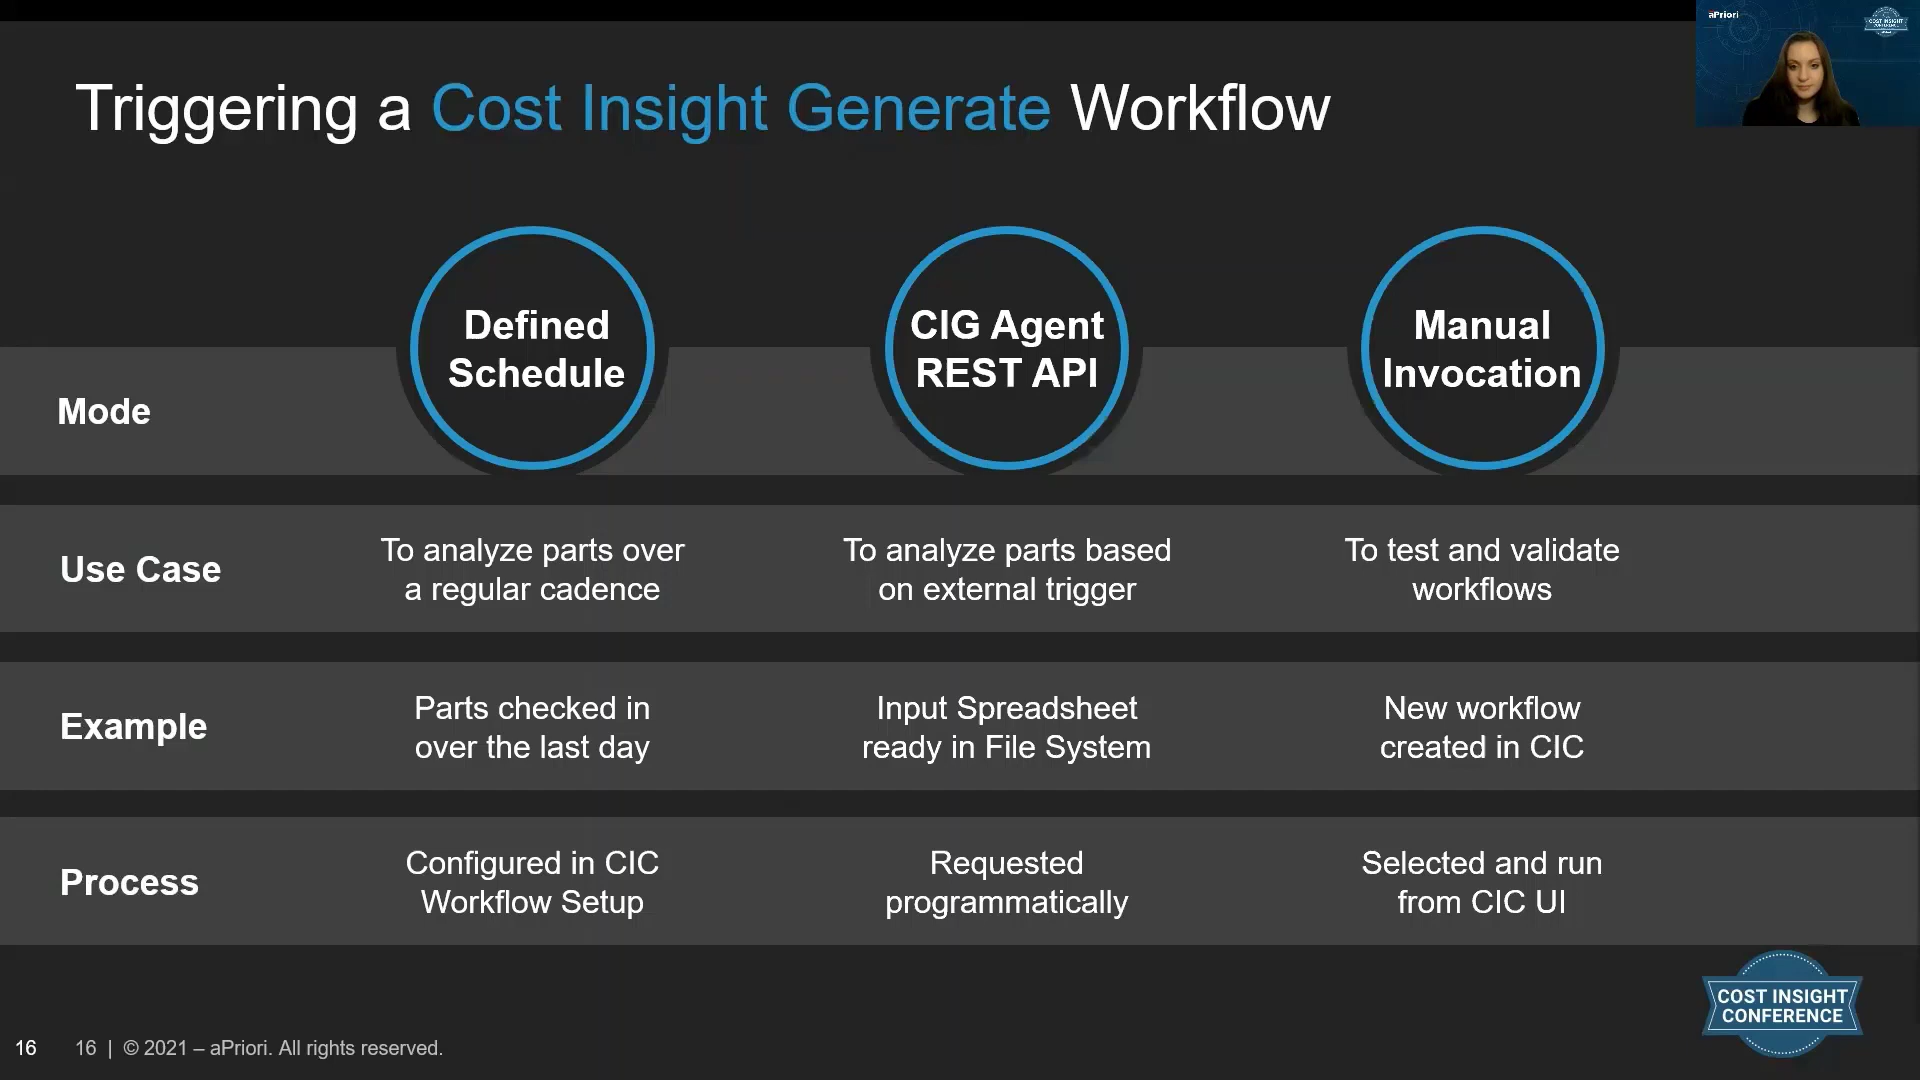 aPriori
COST INSIGHT
CONFERENCE
Triggering a Cost Insight Generate Workflow
Defined
Schedule
CIG Agent
REST API
Manual
Invocation
Mode
Use Case
To analyze parts over
a regular cadence
To analyze parts based
on external trigger
To test and validate
workflows
Example
Parts checked in
over the last day
Input Spreadsheet
ready in File System
New workflow
created in CIC
Process
Configured in CIC
Workflow Setup
Requested
programmatically
Selected and run
from CIC UI
COST INSIGHT
CONFERENCE
16 16 | © 2021 – aPriori. All rights reserved.